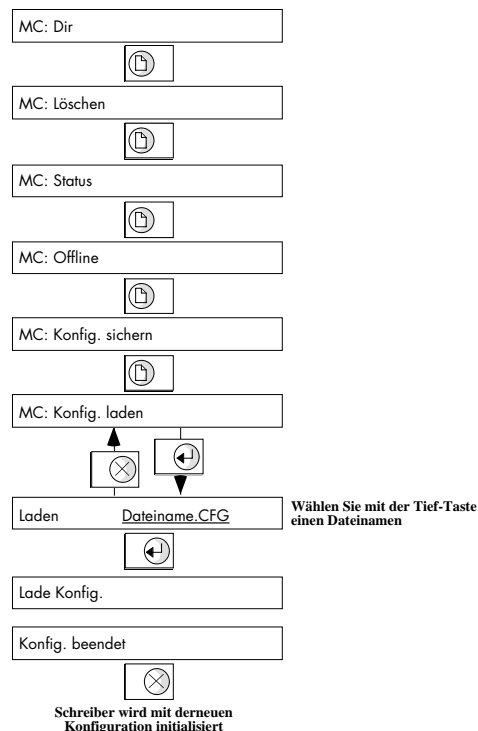 MC: Dir
MC: Löschen
MC: Status
MC: Offline
MC: Konfig. sichern
MC: Konfig. laden
Laden Dateiname.CFG
Wählen Sie mit der Tief-Taste
einen Dateinamen
Lade Konfig.
Konfig. beendet
Schreiber wird mit derneuen
Konfiguration initialisiert